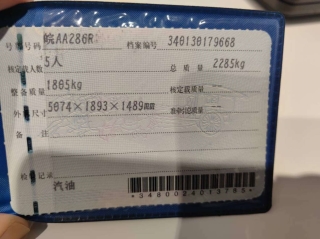 号牌号码 皖AA286R 档案编号 340130179668
核定载人数 5人 总质量 2285kg
整备质量 1805kg 核定载质量 --
外廓尺寸 5074×1893×1489mm 准牵引总质量 --
备注
检验记录
汽油
*3480024013785*